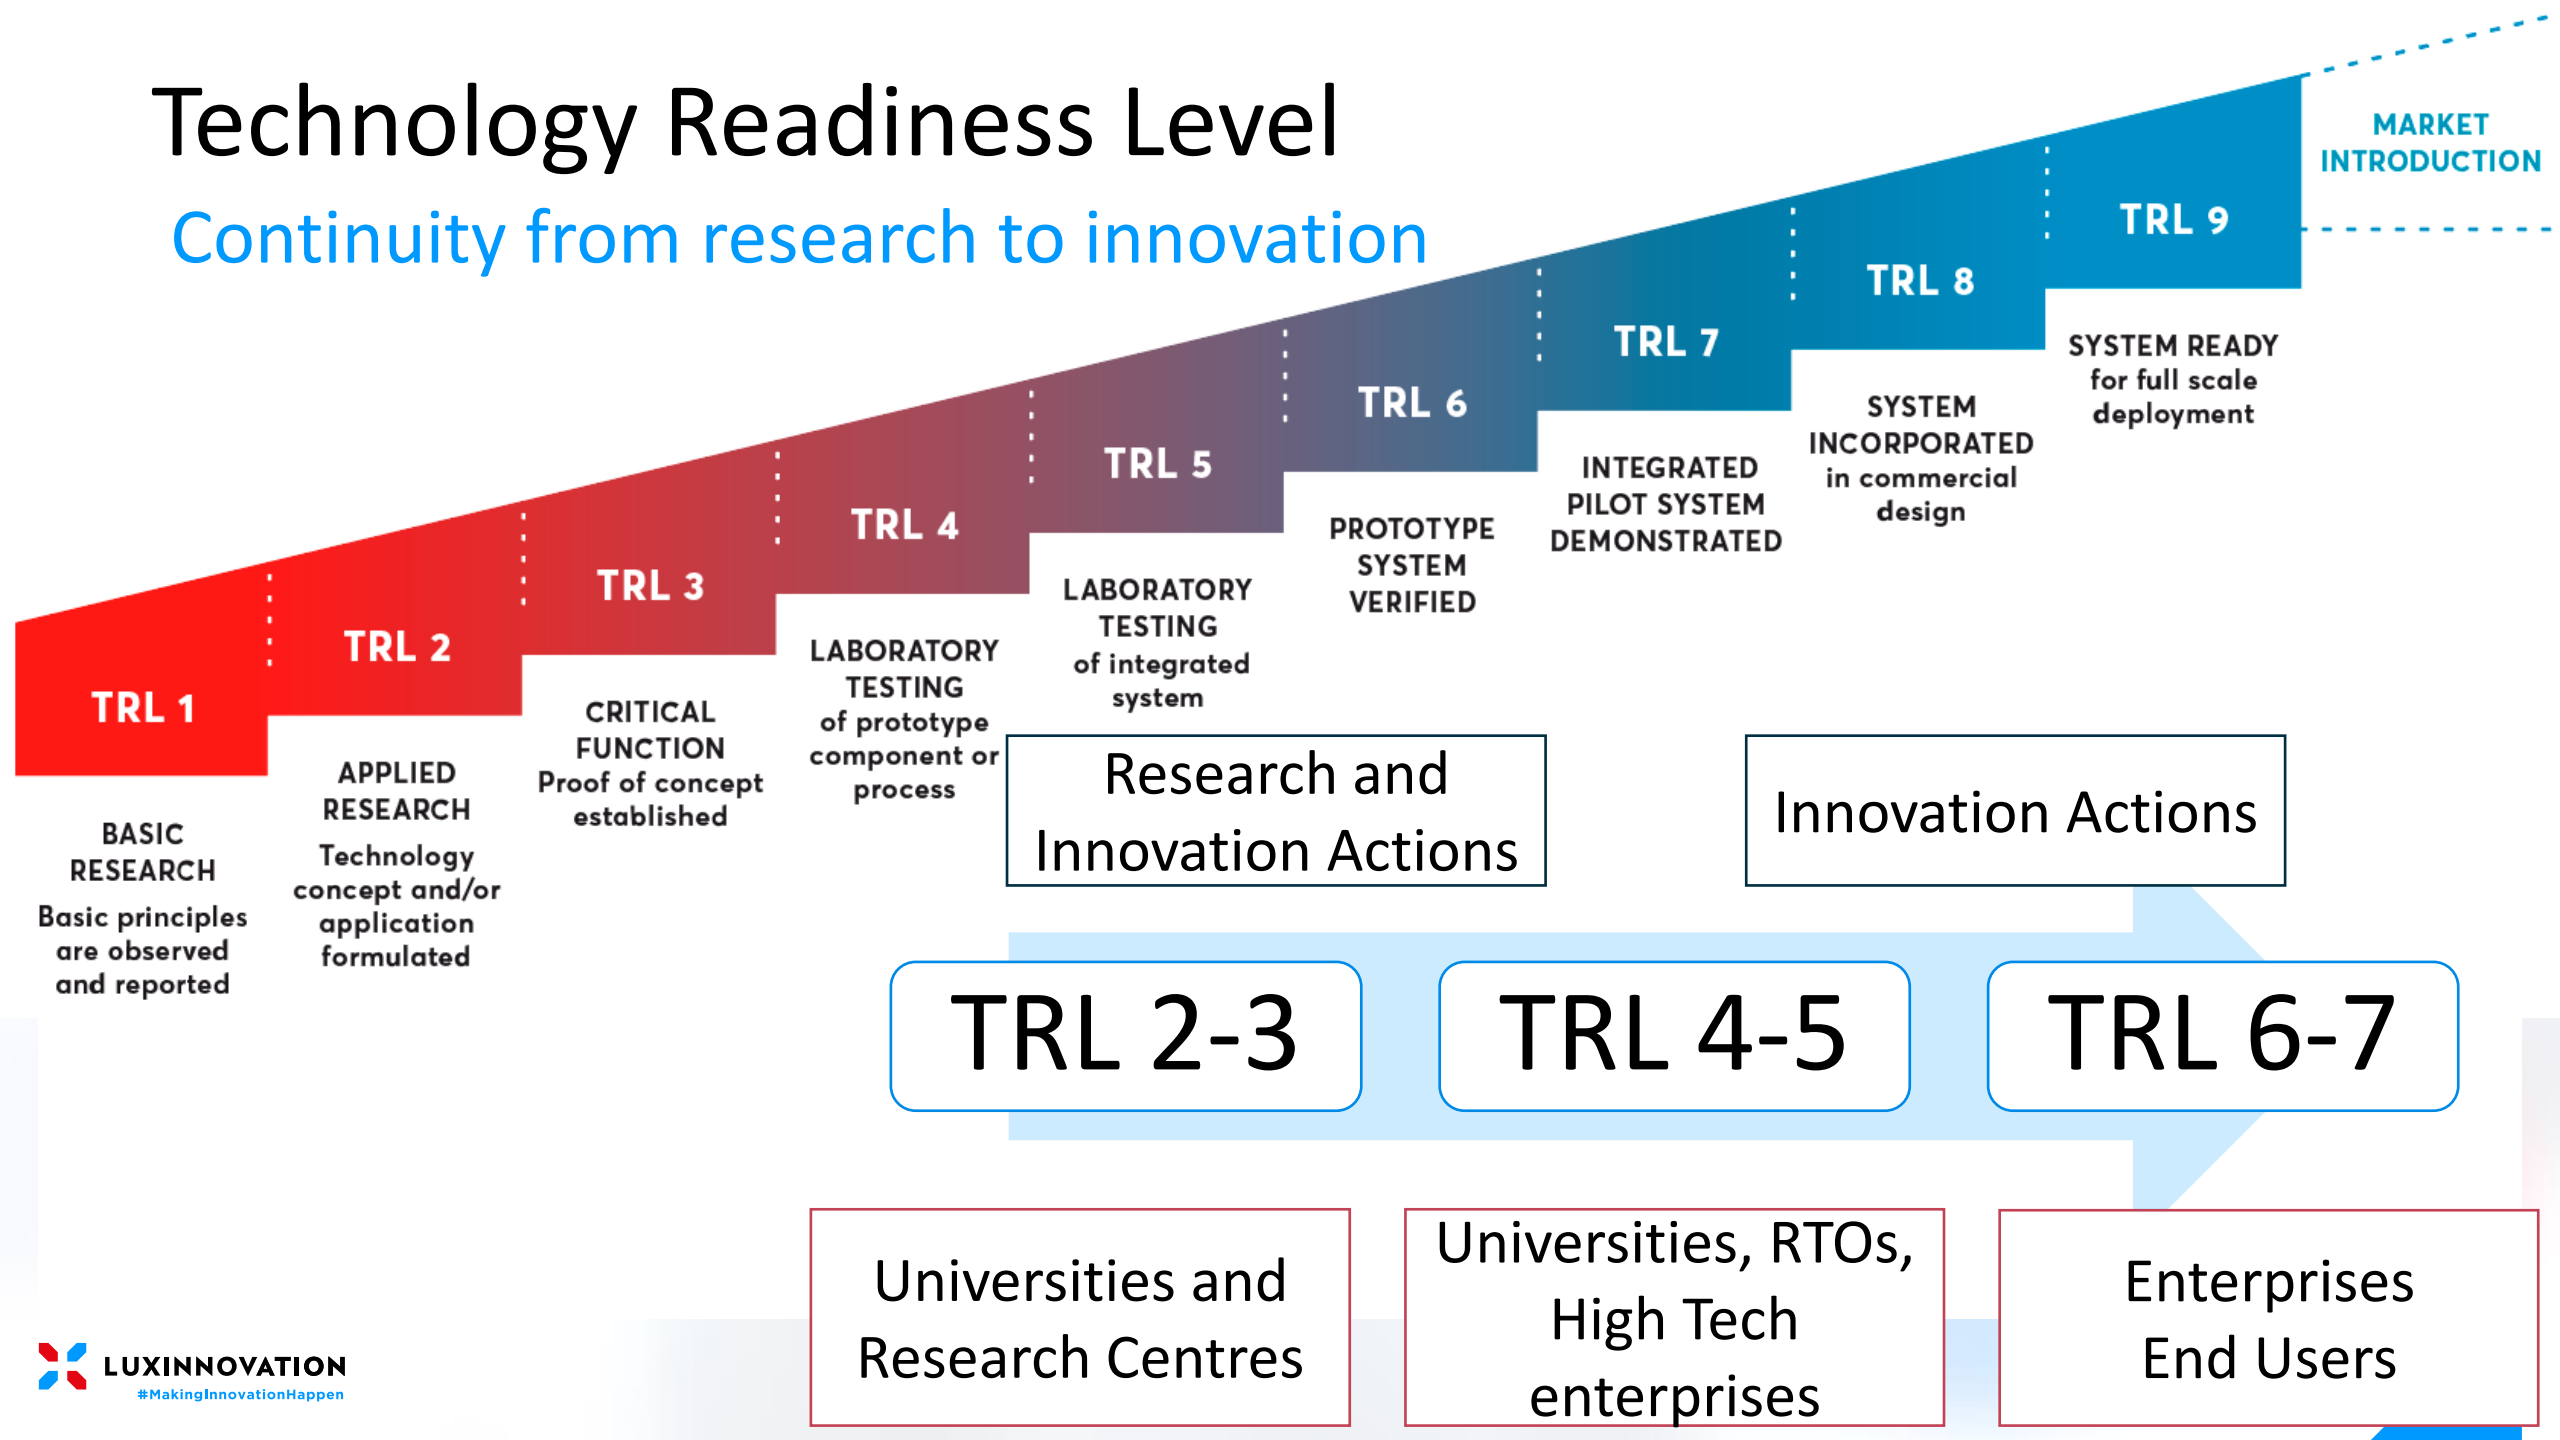 Technology Readiness Level
Continuity from research to innovation
TRL 1
BASIC
RESEARCH
Basic principles
are observed
and reported
TRL 2
APPLIED
RESEARCH
Technology
concept and/or
application
formulated
TRL 3
CRITICAL
FUNCTION
Proof of concept
established
TRL 4
LABORATORY
TESTING
of prototype
component or
process
TRL 5
LABORATORY
TESTING
of integrated
system
TRL 6
PROTOTYPE
SYSTEM
VERIFIED
TRL 7
INTEGRATED
PILOT SYSTEM
DEMONSTRATED
TRL 8
SYSTEM
INCORPORATED
in commercial
design
TRL 9
SYSTEM READY
for full scale
deployment
MARKET
INTRODUCTION
Research and
Innovation Actions
Innovation Actions
TRL 2-3
TRL 4-5
TRL 6-7
Universities and
Research Centres
Universities, RTOs,
High Tech
enterprises
Enterprises
End Users
LUXINNOVATION
#MakingInnovationHappen